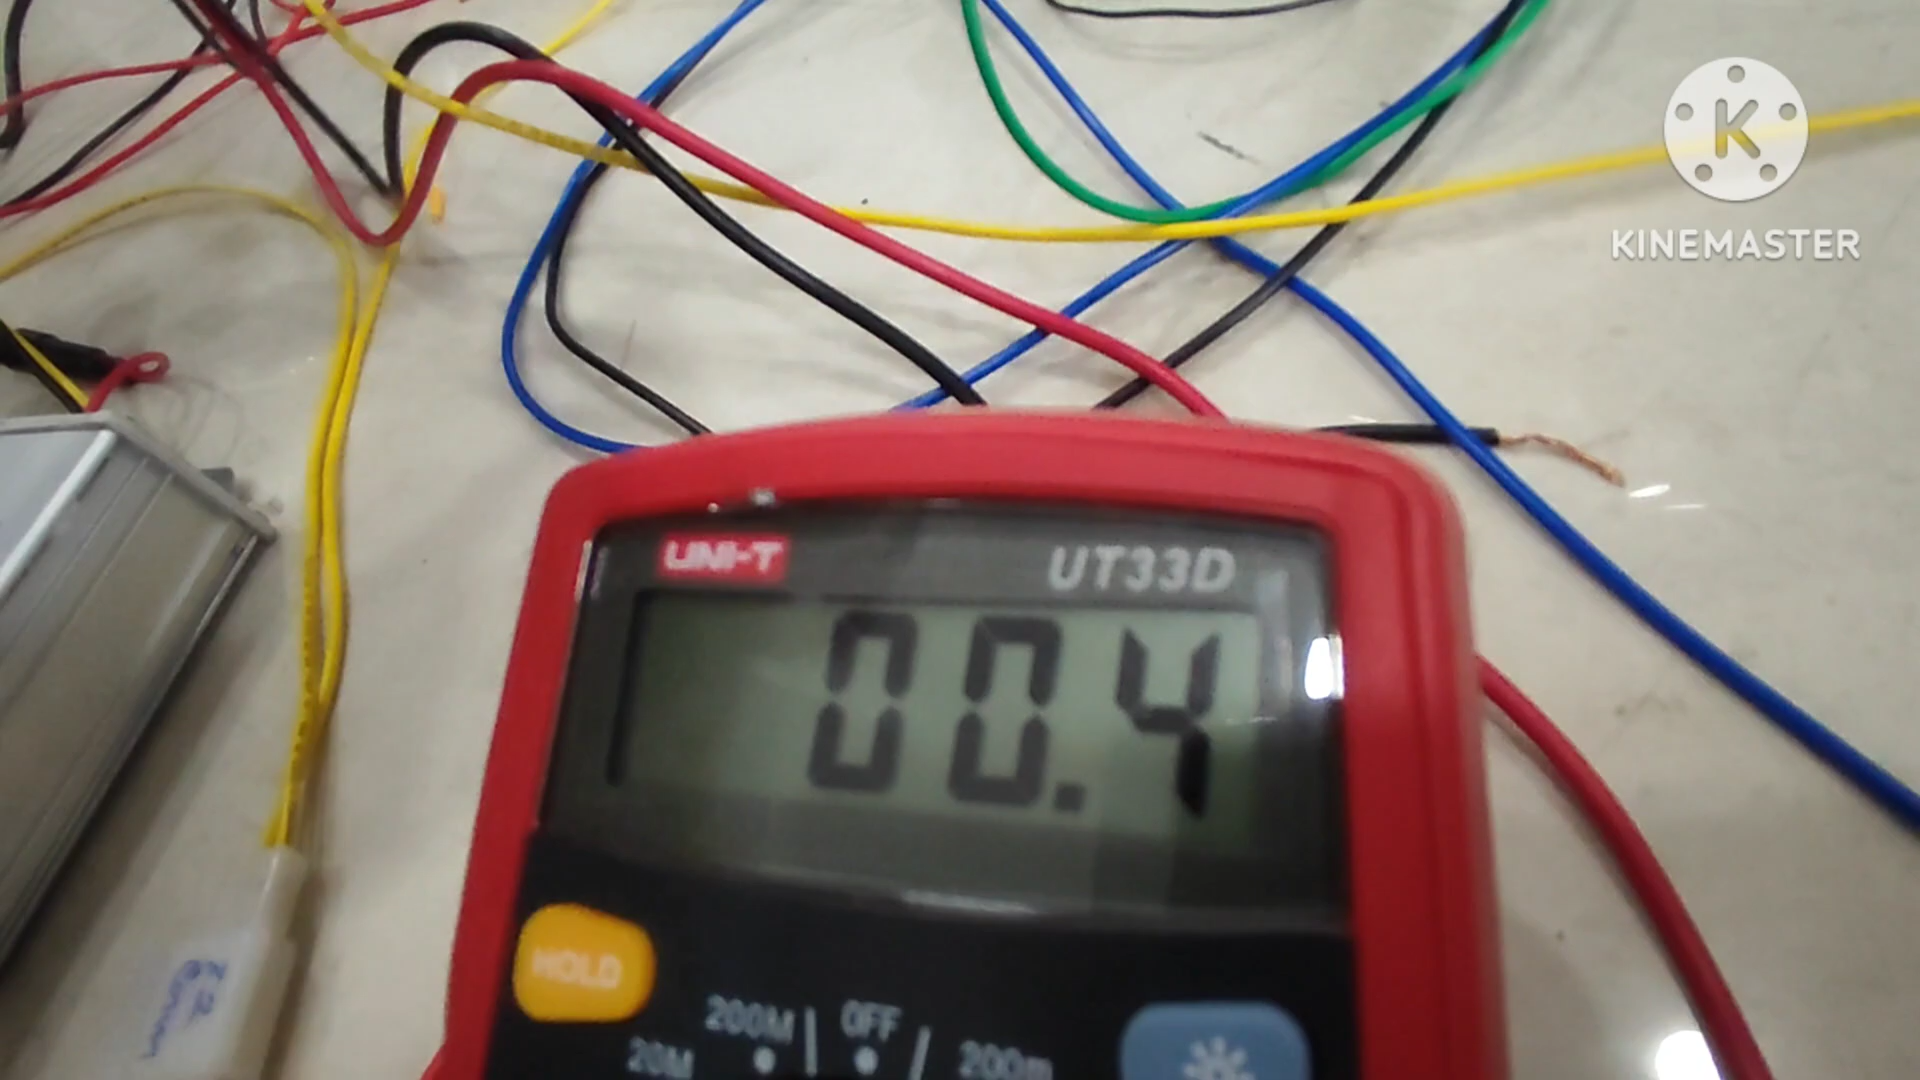 K
KINEMASTER
UNI-T
UT33D
00.4
HOLD
200M
OFF
20M
200m